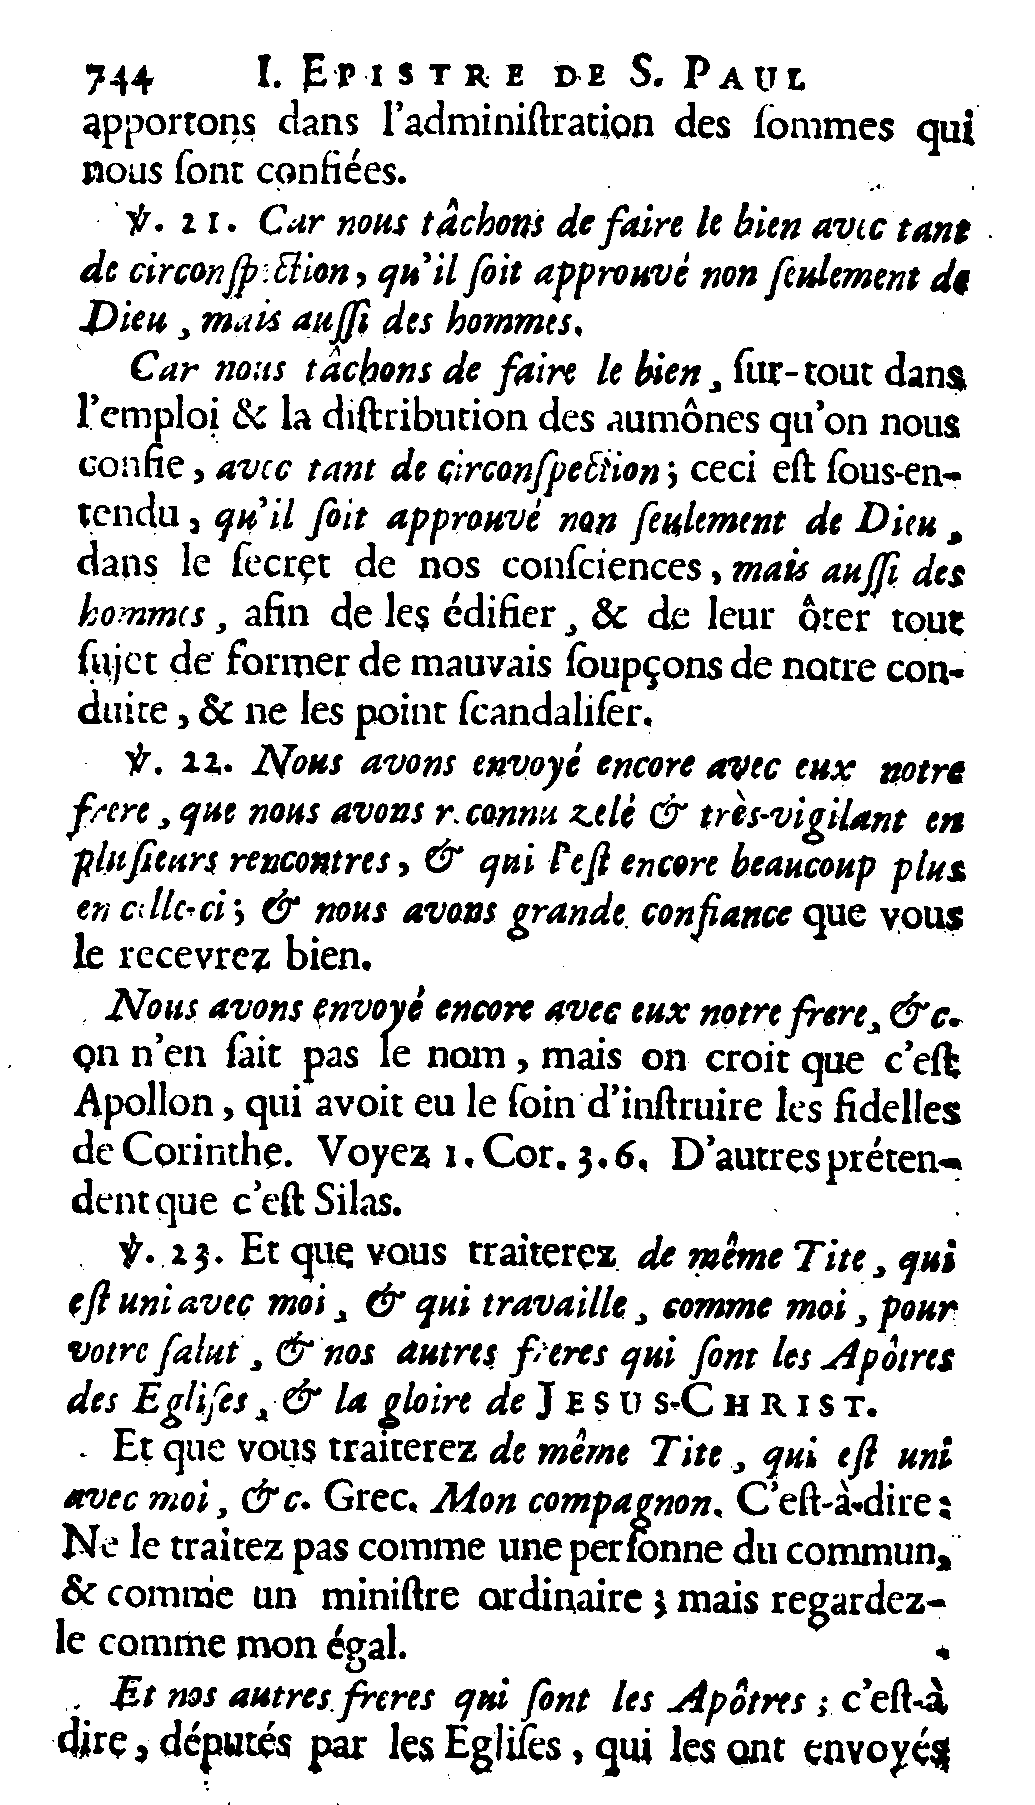 744 I. EPISTRE DE S. PAUL
apportons dans l'adminiſtration des ſommes qui
nous ſont confiées.
℣. 21. Car nous tâchons de faire le bien avec tant
de circonſpection, qu'il ſoit approuvé non ſeulement de
Dieu, mais auſſi des hommes.
Car nous tâchons de faire le bien, ſur-tout dans
l'emploi & la diſtribution des aumônes qu'on nous
confie, avec tant de circonſpection; ceci eſt ſous-en-
tendu, qu'il ſoit approuvé non ſeulement de Dieu,
dans le ſecret de nos conſciences, mais auſſi des
hommes, afin de les édifier, & de leur ôter tout
ſujet de former de mauvais ſoupçons de notre con-
duite, & ne les point ſcandaliſer.
℣. 22. Nous avons envoyé encore avec eux notre
frere, que nous avons reconnu zelé & très-vigilant en
pluſieurs rencontres, & qui l'eſt encore beaucoup plus
en celle-ci; & nous avons grande confiance que vous
le recevrez bien.
Nous avons envoyé encore avec eux notre frere, &c.
on n'en ſait pas le nom, mais on croit que c'eſt
Apollon, qui avoit eu le ſoin d'inſtruire les fidelles
de Corinthe. Voyez 1. Cor. 3. 6. D'autres préten-
dent que c'eſt Silas.
℣. 23. Et que vous traiterez de même Tite, qui
eſt uni avec moi, & qui travaille, comme moi, pour
votre ſalut, & nos autres freres qui ſont les Apôtres
des Egliſes, & la gloire de JESUS-CHRIST.
Et que vous traiterez de même Tite, qui eſt uni
avec moi, &c. Grec. Mon compagnon. C'eſt-à-dire:
Ne le traitez pas comme une perſonne du commun,
& comme un miniſtre ordinaire; mais regardez-
le comme mon égal.
Et nos autres freres qui ſont les Apôtres; c'eſt-à
dire, députés par les Egliſes, qui les ont envoyés